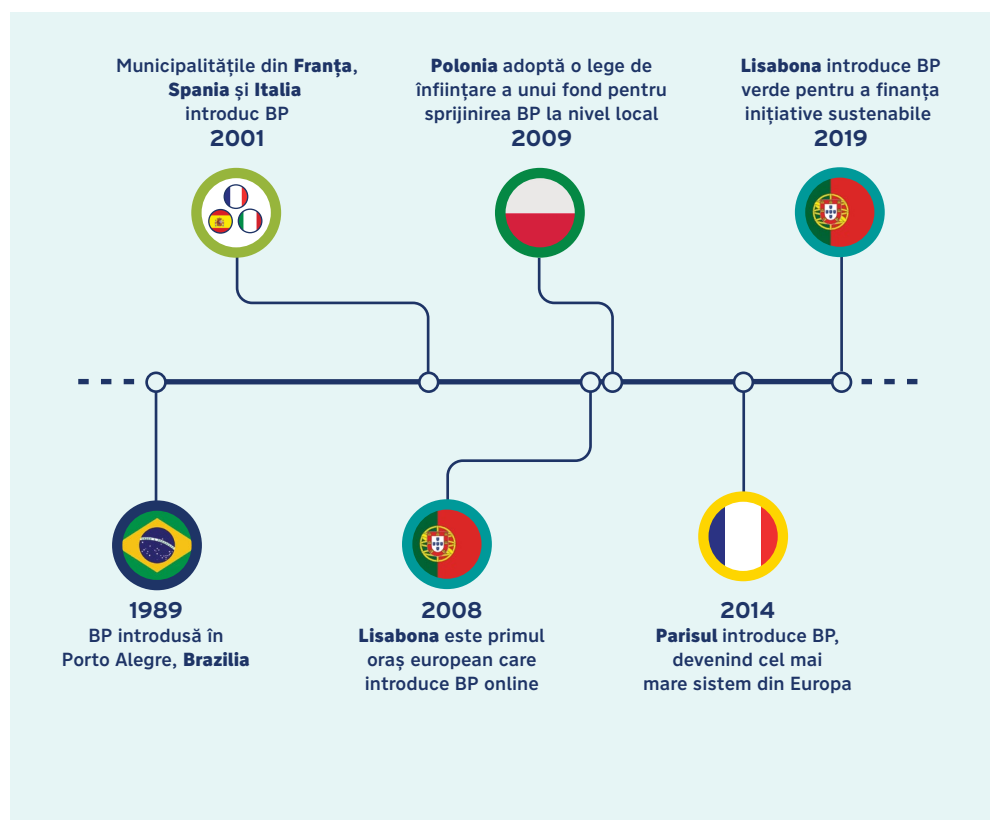 Municipalitățile din Franța,
Spania și Italia
introduc BP
2001
Polonia adoptă o lege de
înființare a unui fond pentru
sprijinirea BP la nivel local
2009
Lisabona introduce BP
verde pentru a finanța
inițiative sustenabile
2019
1989
BP introdusă în
Porto Alegre, Brazilia
2008
Lisabona este primul
oraș european care
introduce BP online
2014
Parisul introduce BP,
devenind cel mai
mare sistem din Europa